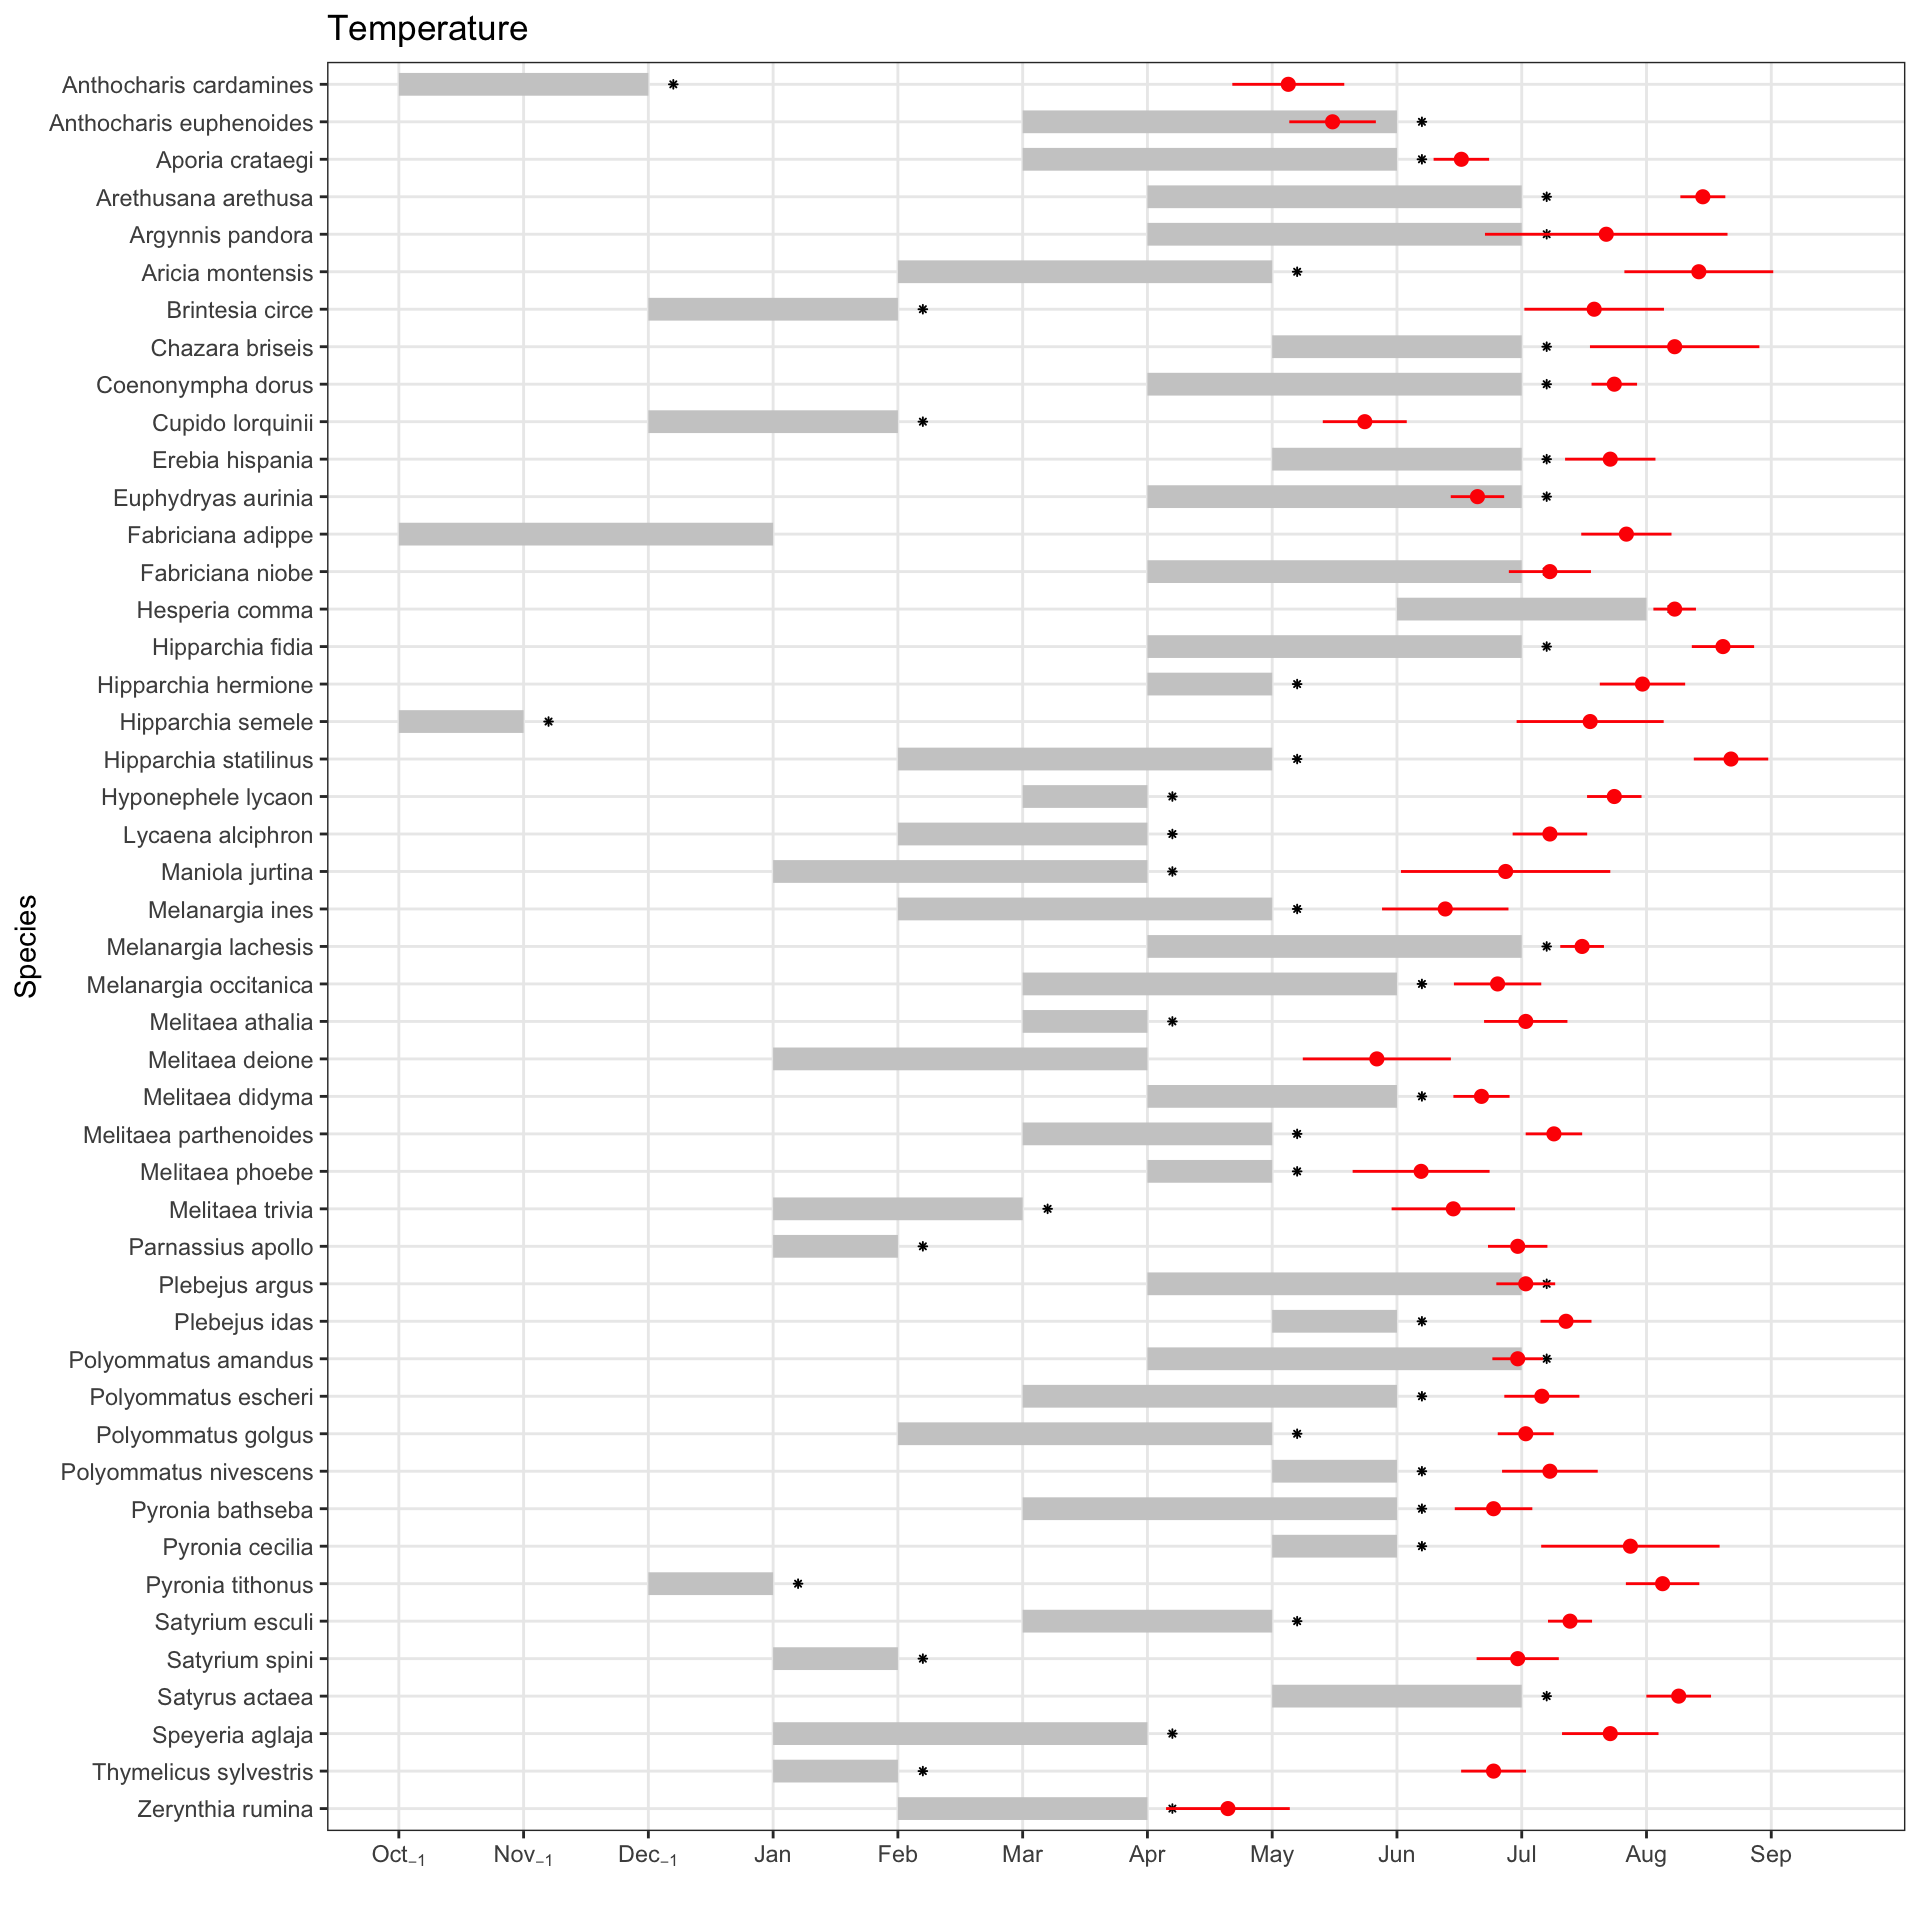 Temperature
Anthocharis cardamines
Anthocharis euphenoides
Aporia crataegi
Arethusana arethusa
Argynnis pandora
Aricia montensis
Brintesia circe
Chazara briseis
Coenonympha dorus
Cupido lorquinii
Erebia hispania
Euphydryas aurinia
Fabriciana adippe
Fabriciana niobe
Hesperia comma
Hipparchia fidia
Hipparchia hermione
Hipparchia semele
Hipparchia statilinus
Hyponephele lycaon
Lycaena alciphron
Maniola jurtina
Melanargia ines
Melanargia lachesis
Melanargia occitanica
Melitaea athalia
Melitaea deione
Melitaea didyma
Melitaea parthenoides
Melitaea phoebe
Melitaea trivia
Parnassius apollo
Plebejus argus
Plebejus idas
Polyommatus amandus
Polyommatus escheri
Polyommatus golgus
Polyommatus nivescens
Pyronia bathseba
Pyronia cecilia
Pyronia tithonus
Satyrium esculi
Satyrium spini
Satyrus actaea
Speyeria aglaja
Thymelicus sylvestris
Zerynthia rumina
Species
Oct₋₁ Nov₋₁ Dec₋₁ Jan Feb Mar Apr May Jun Jul Aug Sep